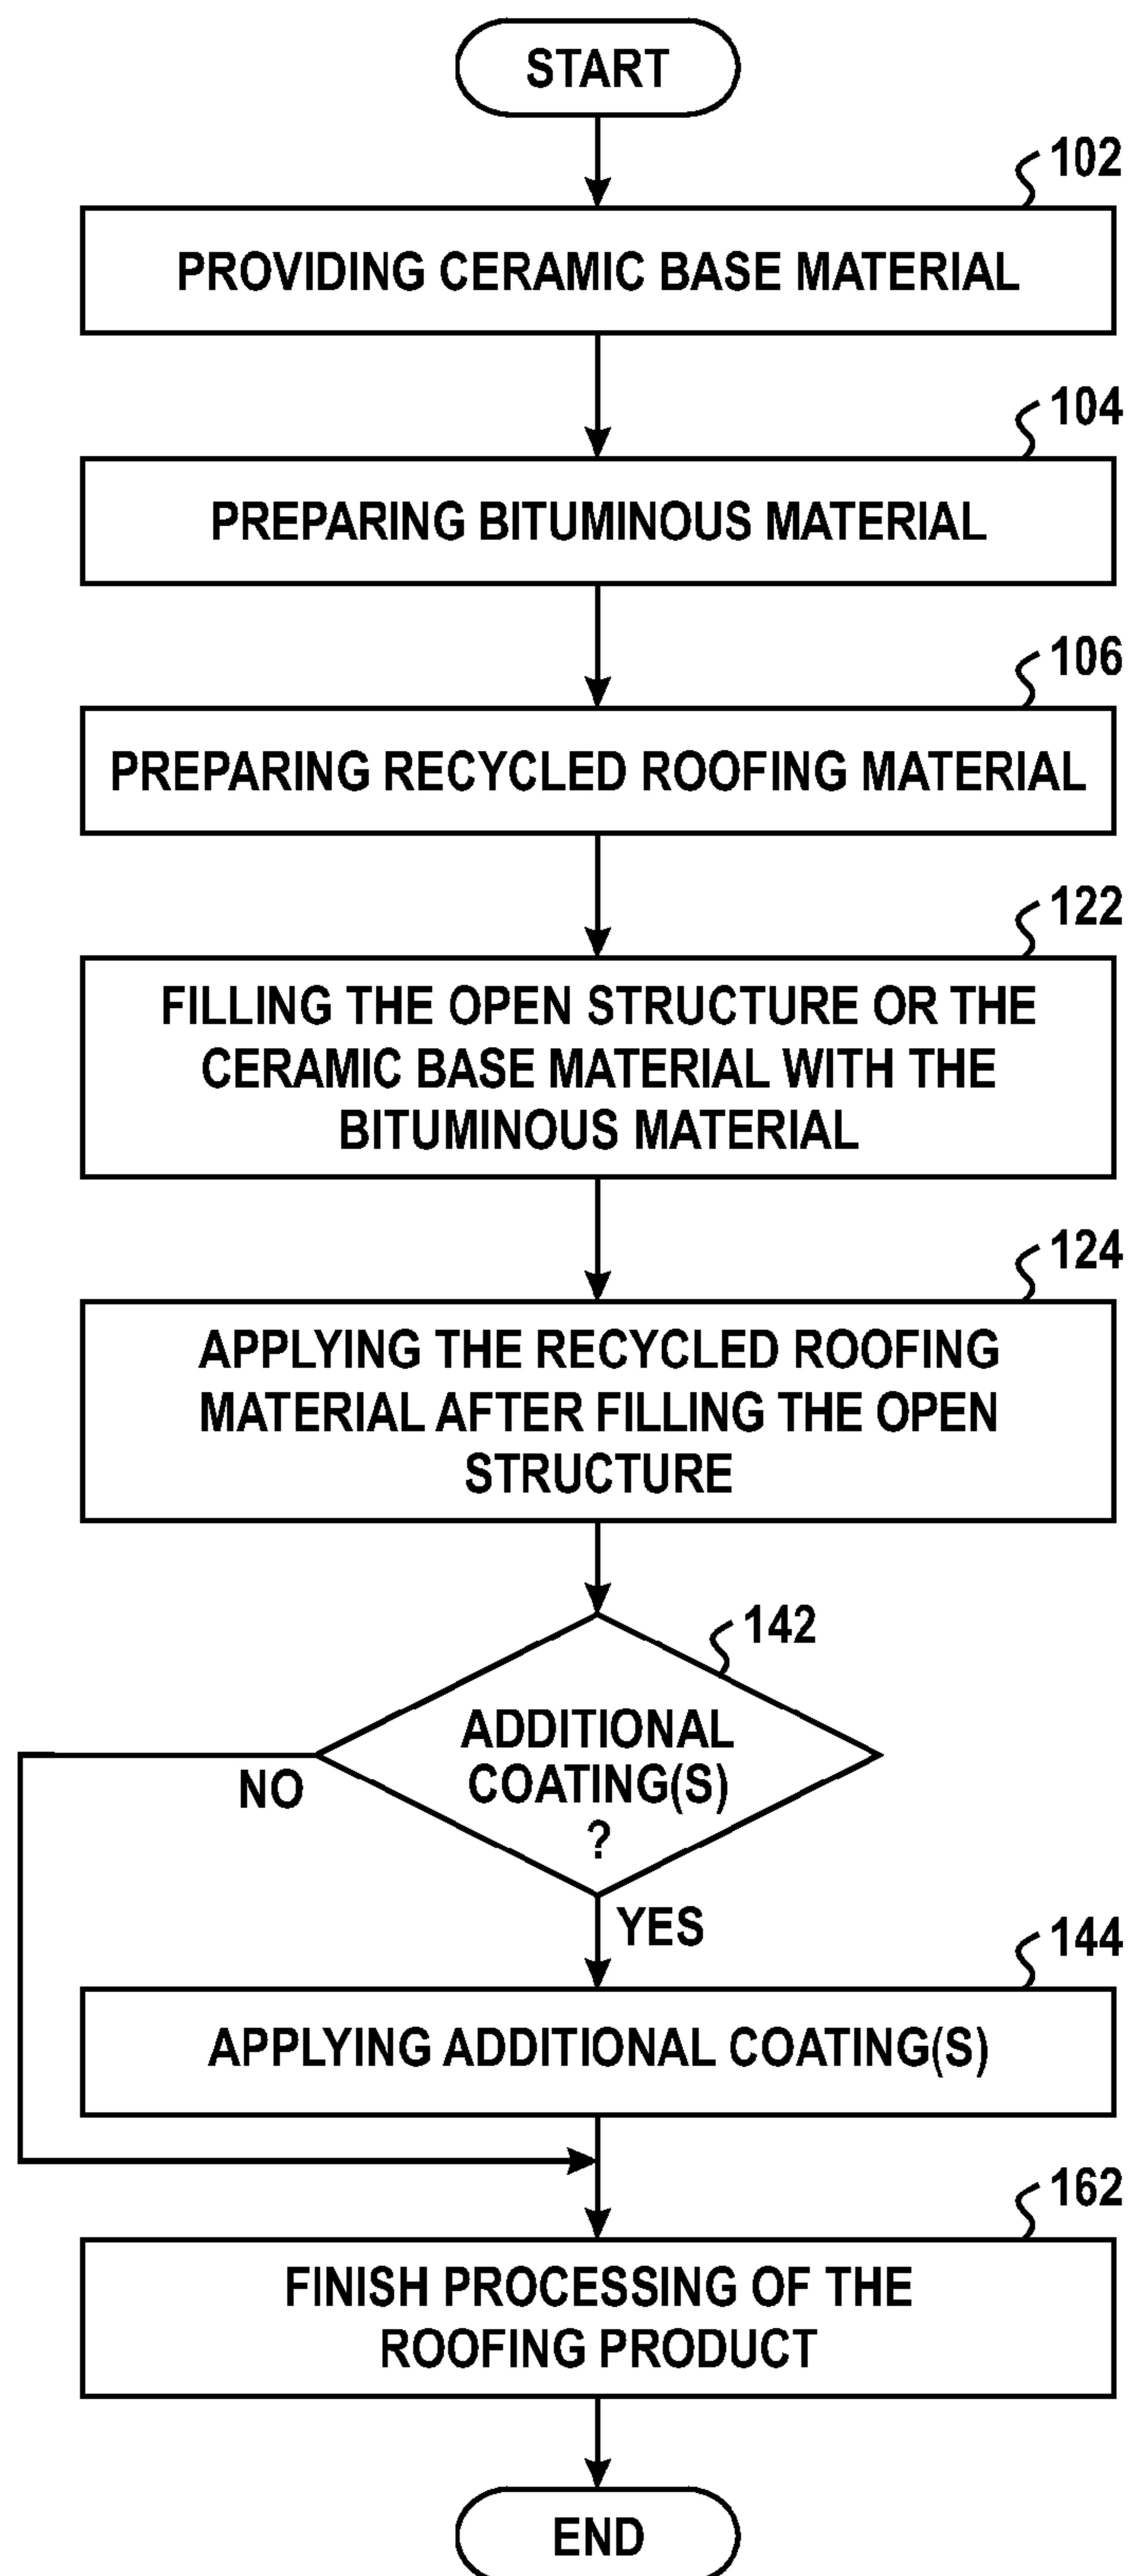 START
102
PROVIDING CERAMIC BASE MATERIAL
104
PREPARING BITUMINOUS MATERIAL
106
PREPARING RECYCLED ROOFING MATERIAL
122
FILLING THE OPEN STRUCTURE OR THE
CERAMIC BASE MATERIAL WITH THE
BITUMINOUS MATERIAL
124
APPLYING THE RECYCLED ROOFING
MATERIAL AFTER FILLING THE OPEN
STRUCTURE
142
ADDITIONAL
COATING(S)
?
NO
YES
144
APPLYING ADDITIONAL COATING(S)
162
FINISH PROCESSING OF THE
ROOFING PRODUCT
END